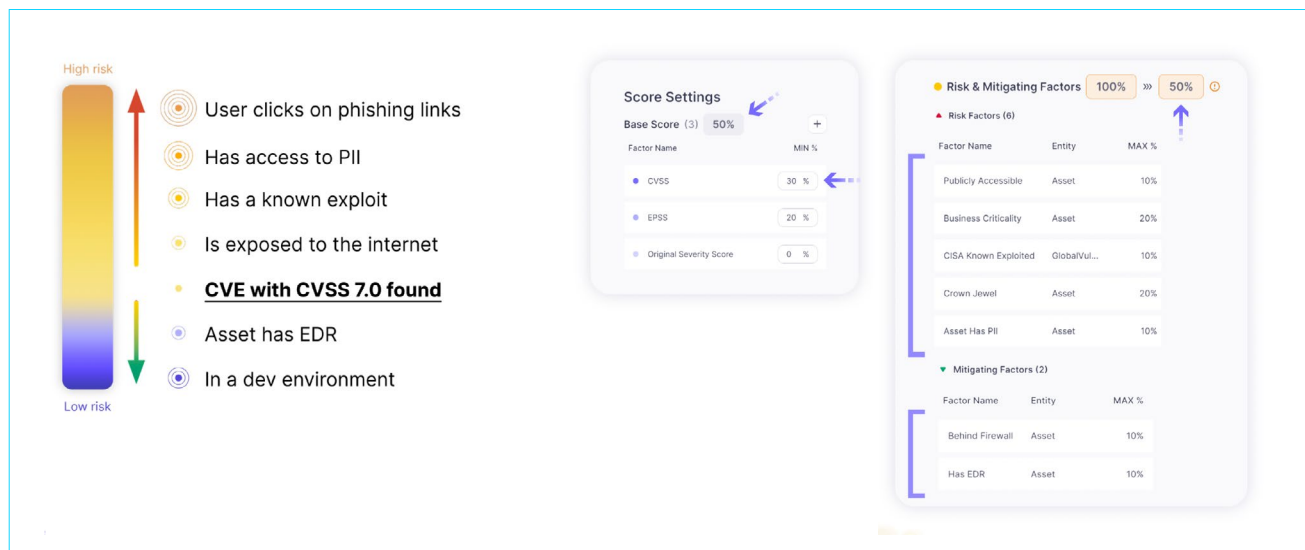 High risk
User clicks on phishing links
Has access to PII
Has a known exploit
Is exposed to the internet
CVE with CVSS 7.0 found
Asset has EDR
In a dev environment
Low risk
Score Settings
Base Score (3) 50% +
Factor Name MIN %
CVSS 30 %
EPSS 20 %
Original Severity Score 0 %
Risk & Mitigating Factors 100% »» 50%
Risk Factors (6)
Factor Name Entity MAX %
Publicly Accessible Asset 10%
Business Criticality Asset 20%
CISA Known Exploited GlobalVul... 10%
Crown Jewel Asset 20%
Asset Has PII Asset 10%
Mitigating Factors (2)
Factor Name Entity MAX %
Behind Firewall Asset 10%
Has EDR Asset 10%